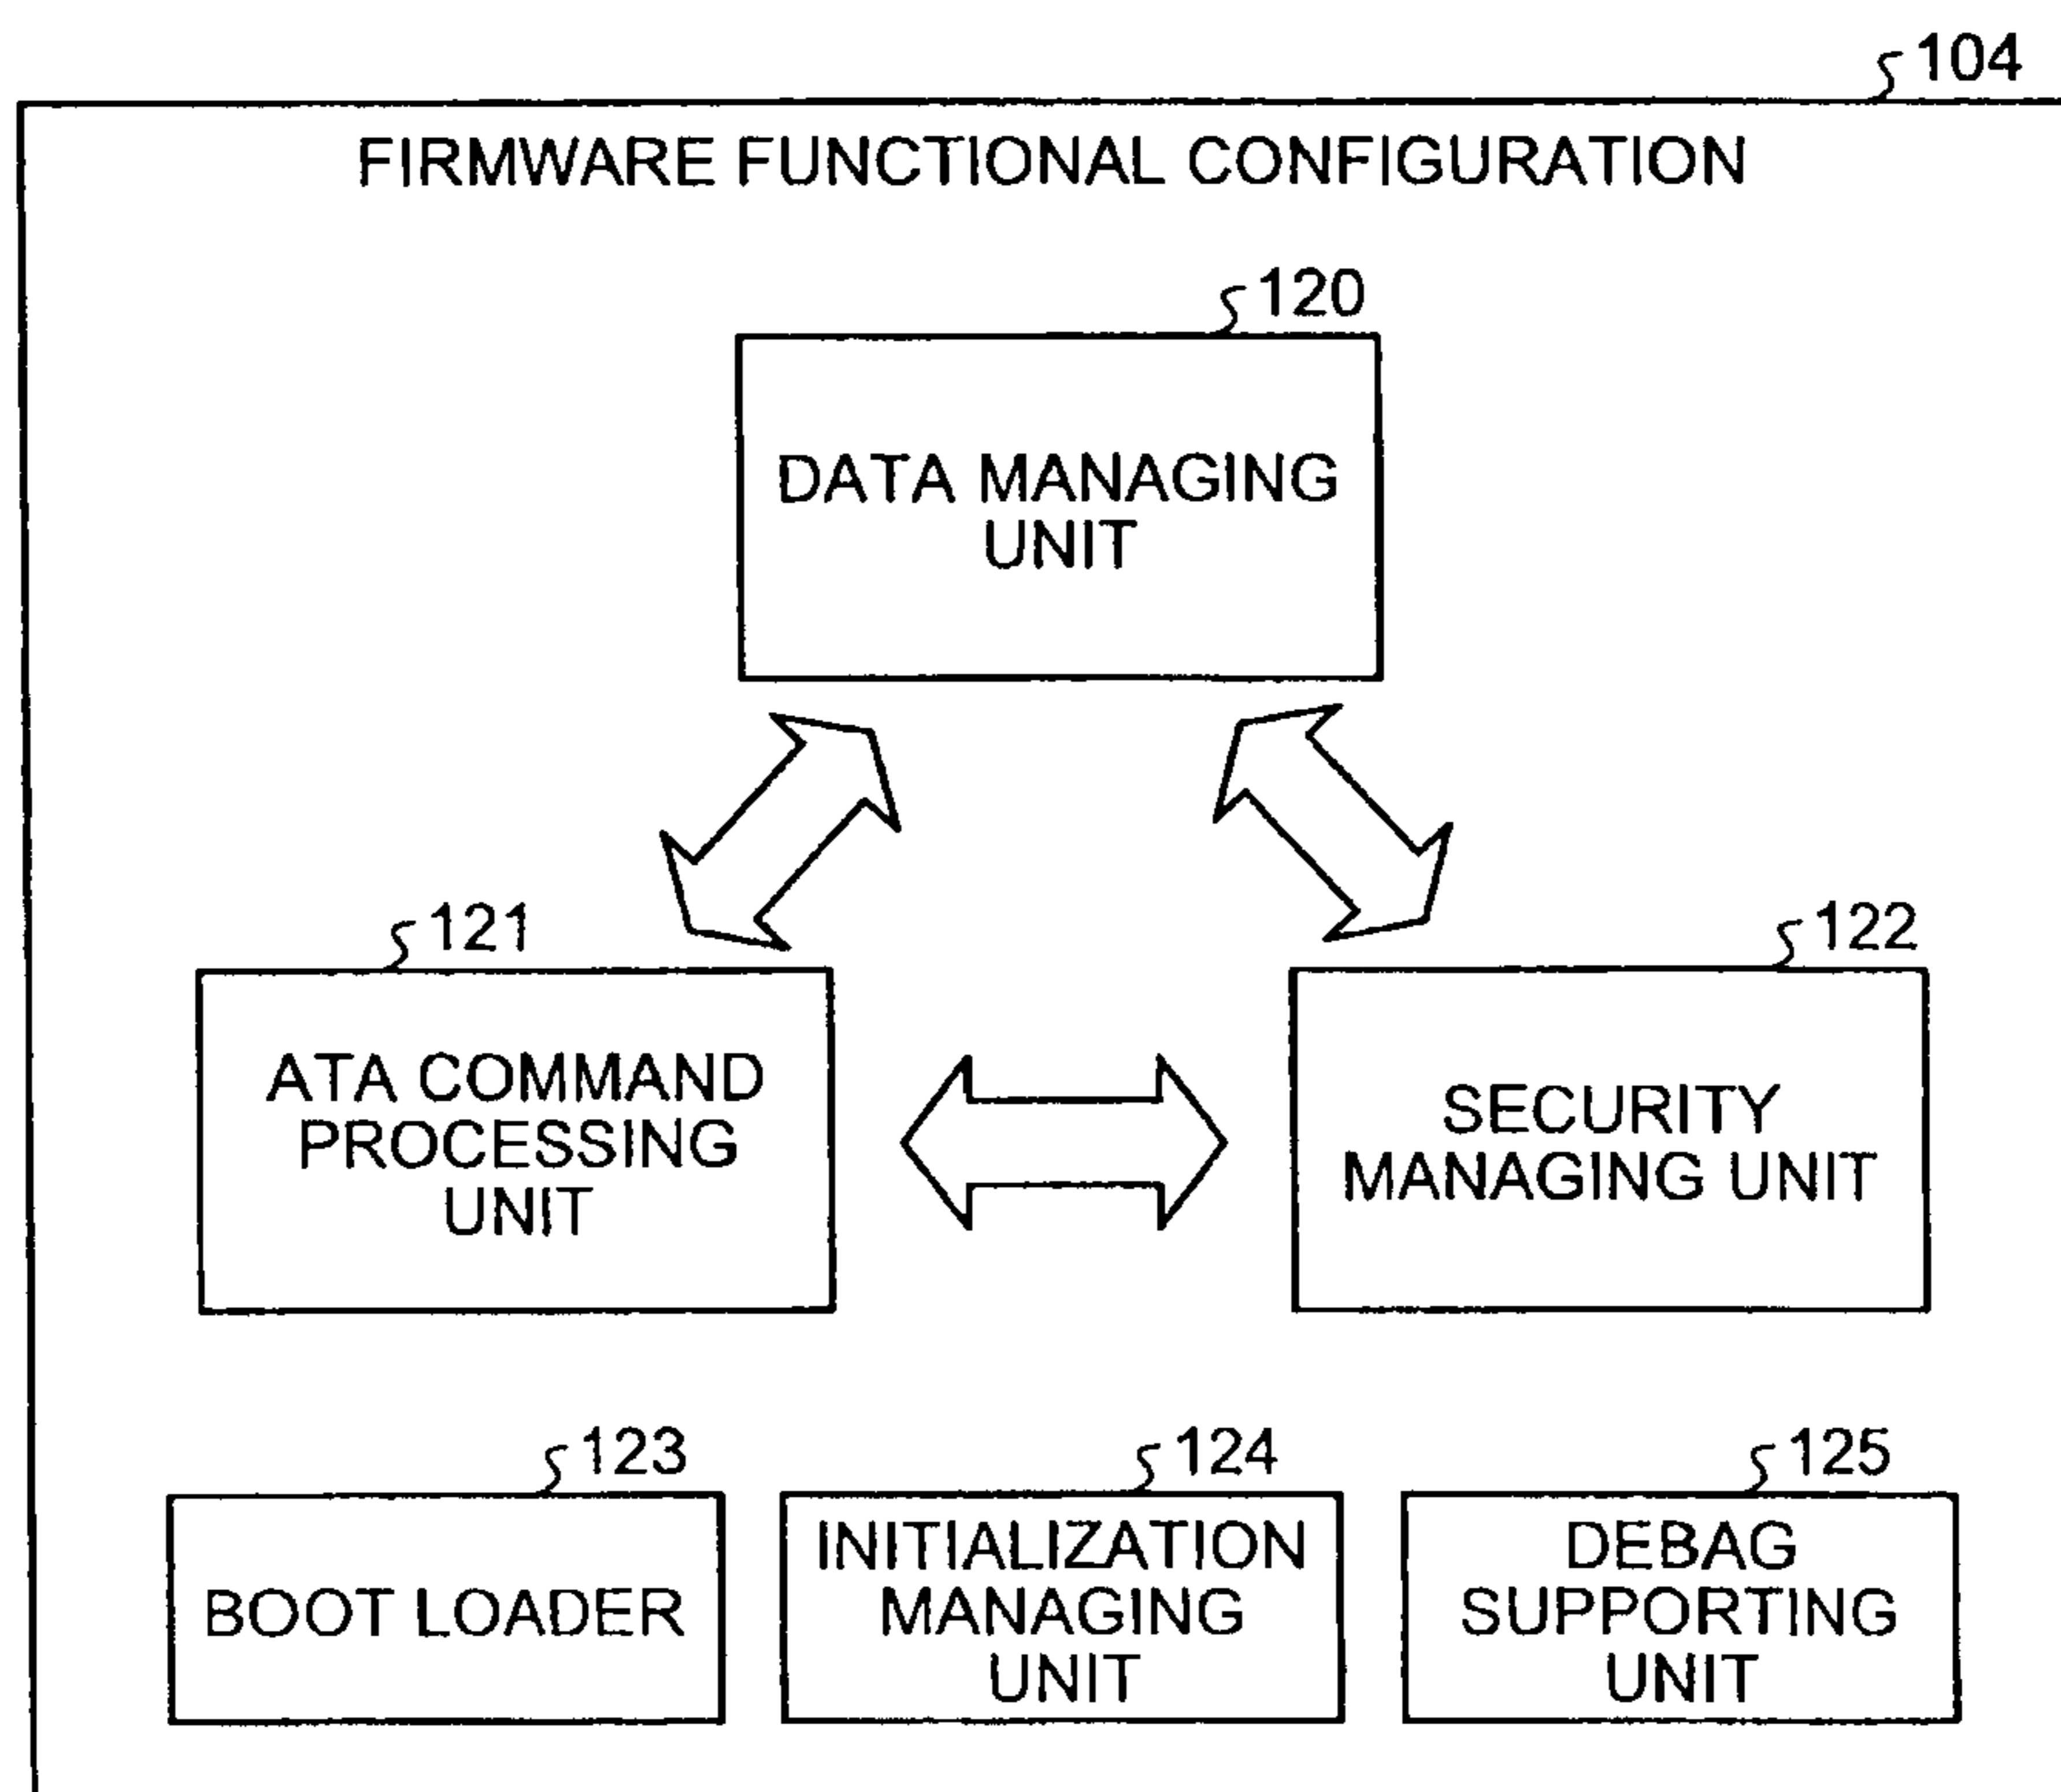 104
FIRMWARE FUNCTIONAL CONFIGURATION
120
DATA MANAGING
UNIT
121
ATA COMMAND
PROCESSING
UNIT
122
SECURITY
MANAGING UNIT
123
BOOT LOADER
124
INITIALIZATION
MANAGING
UNIT
125
DEBAG
SUPPORTING
UNIT